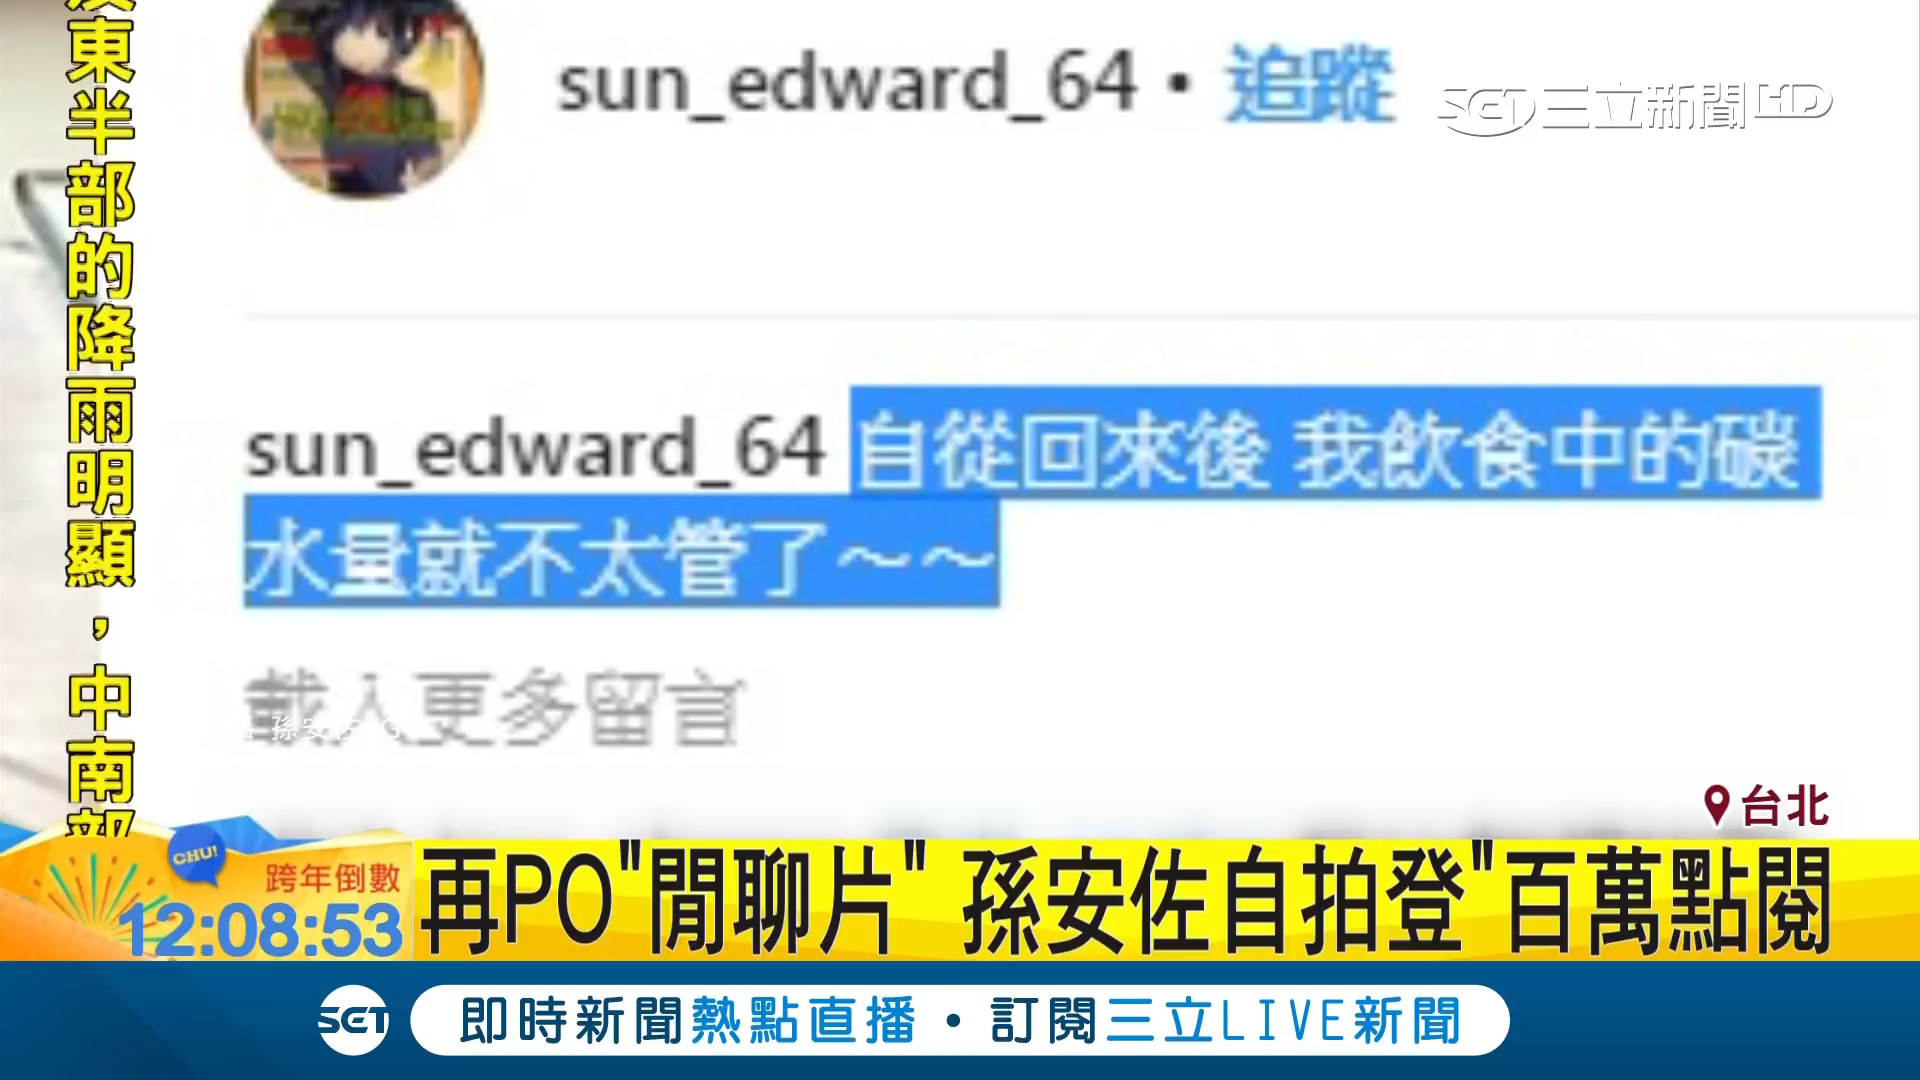 東半部的降雨明顯，中南部
sun_edward_64 • 追蹤
SET三立新聞HD
sun_edward_64 自從回來後 我飲食中的碳
水量就不太管了～～
載入更多留言
台北
CHU!
跨年倒數
12:08:53
再PO"閒聊片" 孫安佐自拍登"百萬點閱
SET
即時新聞熱點直播 • 訂閱三立LIVE新聞